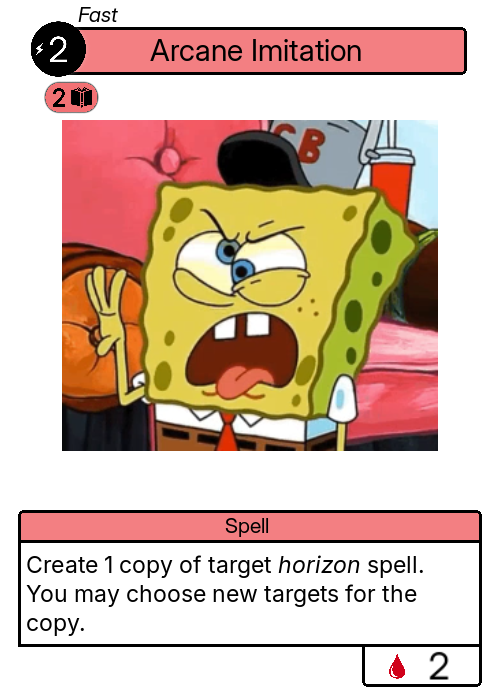 Fast
2
Arcane Imitation
2
CB
Spell
Create 1 copy of target horizon spell.
You may choose new targets for the
copy.
2